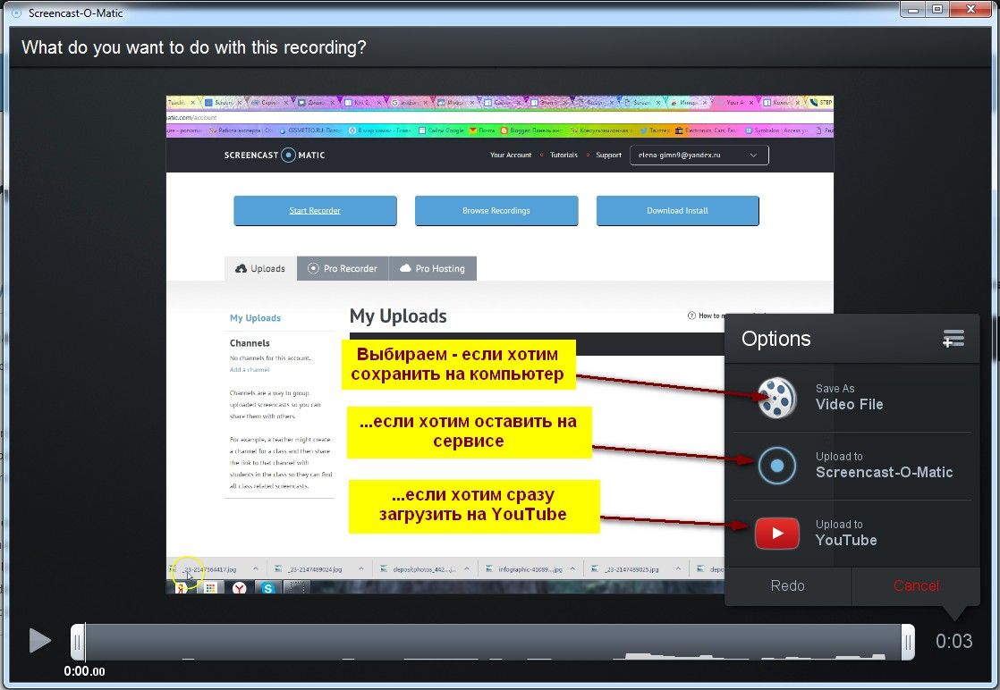 Screencast-O-Matic
What do you want to do with this recording?
matic.com/account
GISMETEO.RU:
Сайты Google
Почта
SCREENCAST MATIC
Your Account
Tutorials
Support
elena-gimn9@yandex.ru
Start Recorder
Browse Recordings
Download Install
Uploads
Pro Recorder
Pro Hosting
My Uploads
My Uploads
How to
Channels
No channels for this account.
Add a channel
Channels are a way to group
uploaded screencasts so you can
share them with others.
For example, a teacher might create
a channel for a class and then share
the link to that channel with
students in the class so they can find
all class related screencasts.
Выбираем - если хотим
сохранить на компьютер
...если хотим оставить на
сервисе
...если хотим сразу
загрузить на YouTube
Options
Save As
Video File
Upload to
Screencast-O-Matic
Upload to
YouTube
Redo
Cancel
_23-2147564417.jpg
_23-2147489024.jpg
depositphotos_442...j...
infographic-41089...jpg
_23-2147489025.jpg
depo
0:03
0:00.00